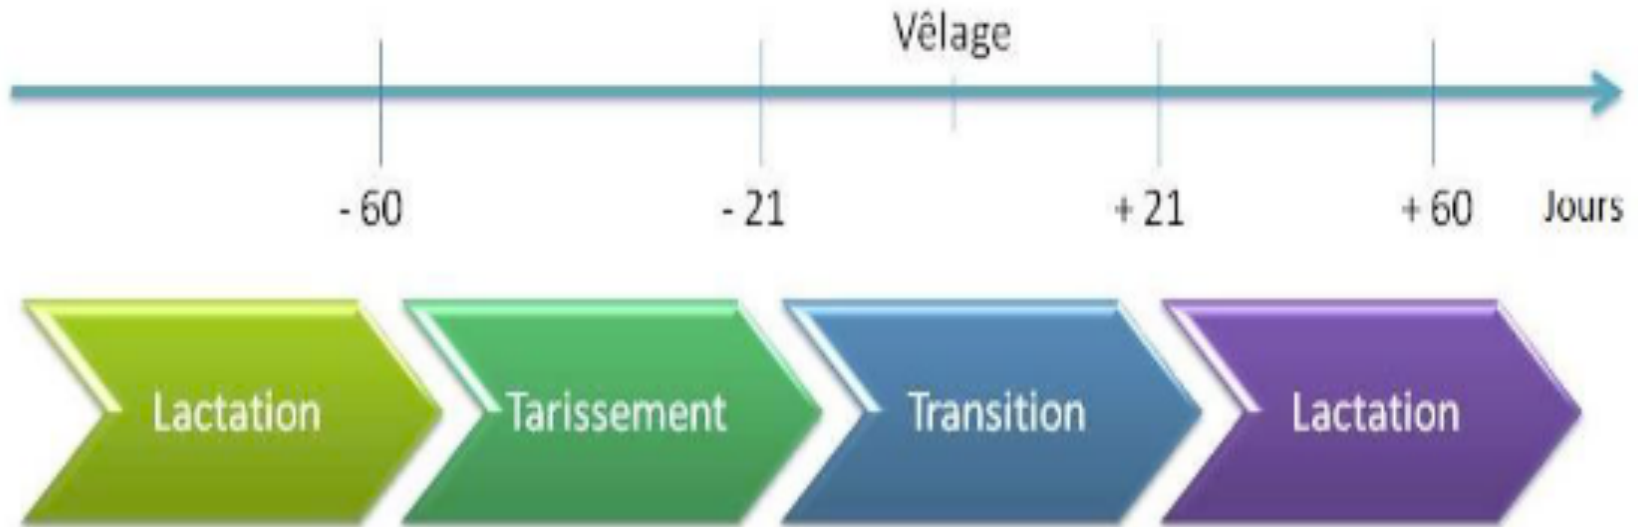 Vêlage
- 60 - 21 + 21 + 60 Jours
Lactation Tarissement Transition Lactation